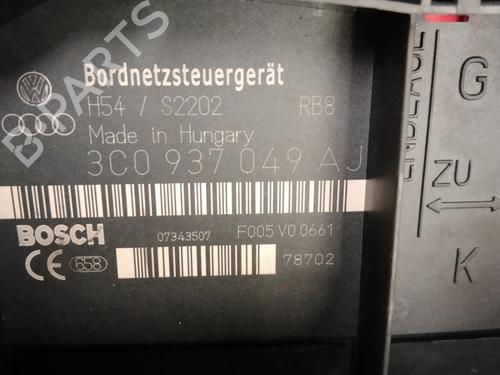 B-PARTS
Bordnetzsteuergerät
H54 / S2202 RB8
Made in Hungary
3C0 937 049 AJ
BOSCH 07343507 F005 V0 0661
CE 658 78702
ENDLAGE
G
ZU
K